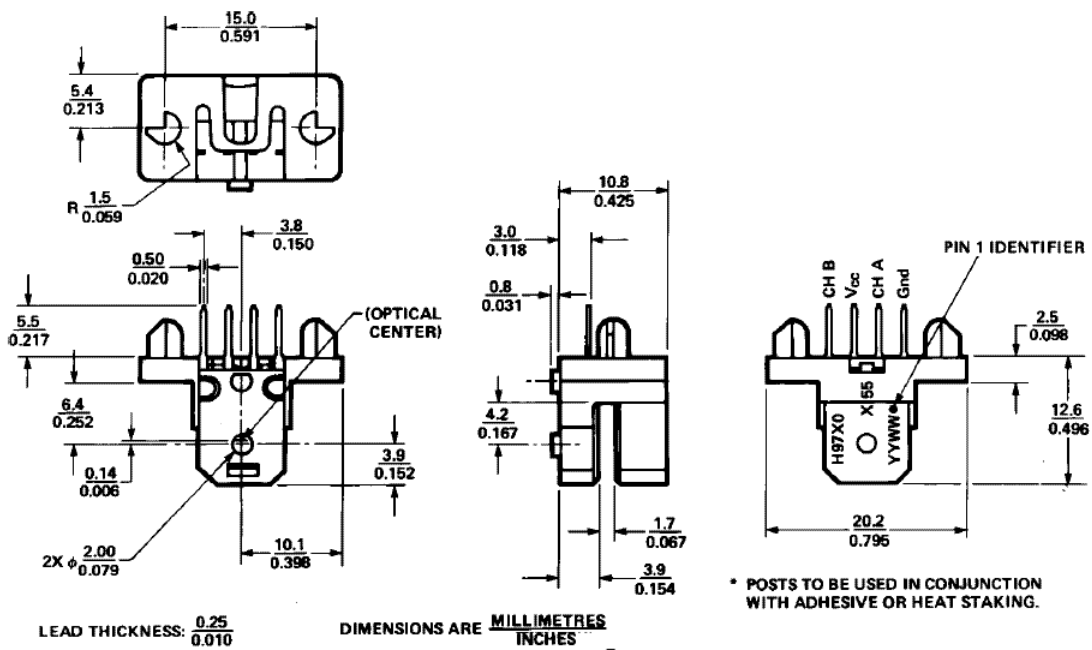 15.0
0.591
5.4
0.213
R 1.5
0.059
3.8
0.150
0.50
0.020
5.5
0.217
(OPTICAL
CENTER)
6.4
0.252
0.14
0.006
3.9
0.152
2X ϕ 2.00
0.079
10.1
0.398
10.8
0.425
3.0
0.118
0.8
0.031
4.2
0.167
1.7
0.067
3.9
0.154
PIN 1 IDENTIFIER
CH B
Vcc
CH A
Gnd
2.5
0.098
12.6
0.496
H97X0
X 55
YYWW
20.2
0.795
* POSTS TO BE USED IN CONJUNCTION
WITH ADHESIVE OR HEAT STAKING.
LEAD THICKNESS: 0.25
0.010
DIMENSIONS ARE MILLIMETRES
INCHES